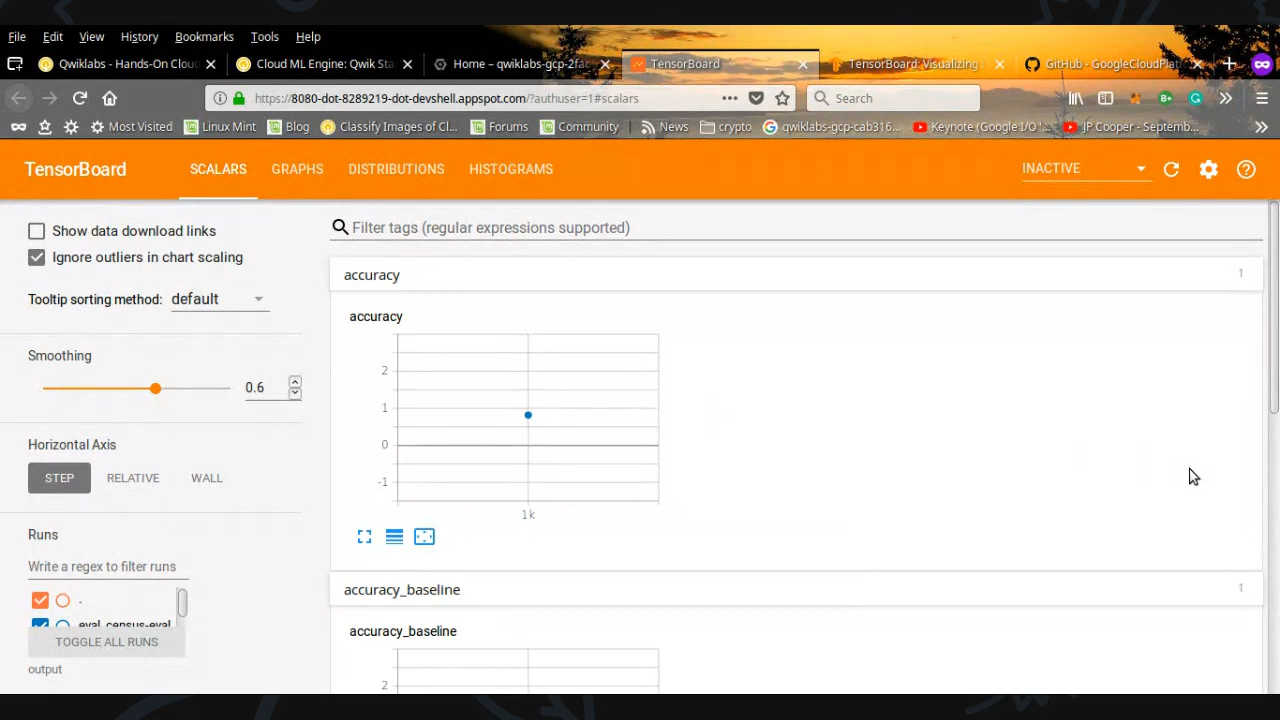 File Edit View History Bookmarks Tools Help
Qwiklabs - Hands-On Clou
Cloud ML Engine: Qwik Sta
Home – qwiklabs-gcp-2fac
TensorBoard
TensorBoard: Visualizing
GitHub - GoogleCloudPlat
https://8080-dot-8289219-dot-devshell.appspot.com/?authuser=1#scalars
Search
Most Visited
Linux Mint
Blog
Classify Images of Cl...
Forums
Community
News
crypto
qwiklabs-gcp-cab316...
Keynote (Google I/O '...
JP Cooper - Septemb...
TensorBoard
SCALARS
GRAPHS
DISTRIBUTIONS
HISTOGRAMS
INACTIVE
Show data download links
Ignore outliers in chart scaling
Tooltip sorting method: default
Smoothing
0.6
Horizontal Axis
STEP
RELATIVE
WALL
Runs
Write a regex to filter runs
.
eval_census-eval
TOGGLE ALL RUNS
output
Filter tags (regular expressions supported)
accuracy
1
accuracy
2
1
0
-1
1k
accuracy_baseline
1
accuracy_baseline
2